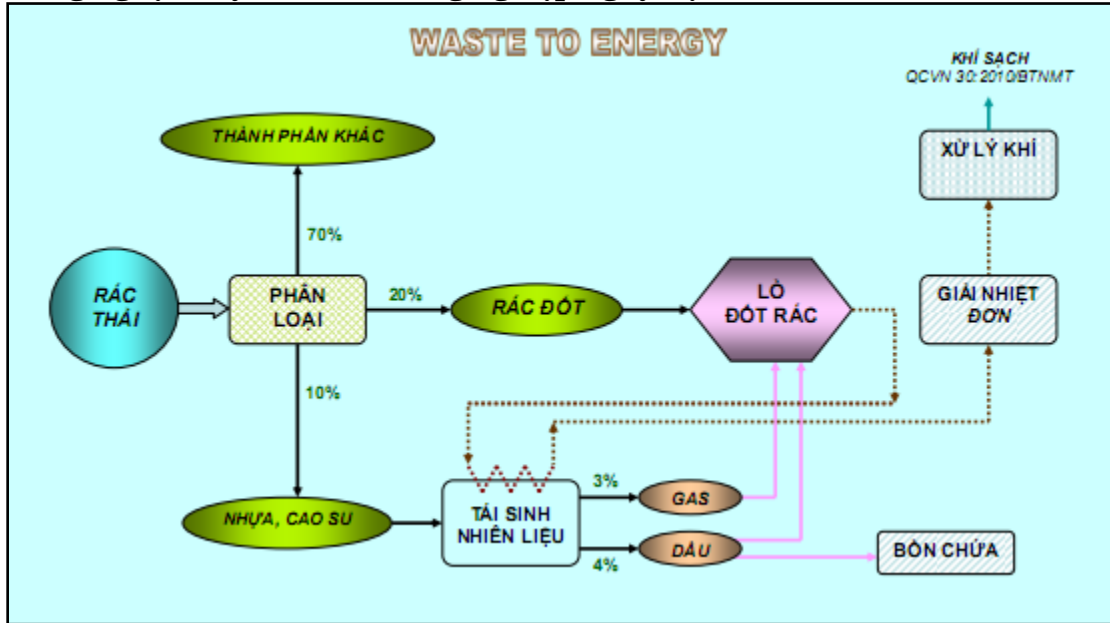 WASTE TO ENERGY
KHÍ SẠCH
QCVN 30:2010/BTNMT
THÀNH PHẦN KHÁC
XỬ LÝ KHÍ
70%
RÁC
THẢI
PHÂN
LOẠI
20%
RÁC ĐỐT
LÒ
ĐỐT RÁC
GIẢI NHIỆT
ĐƠN
10%
NHỰA, CAO SU
TÁI SINH
NHIÊN LIỆU
3%
GAS
4%
DẦU
BỒN CHỨA